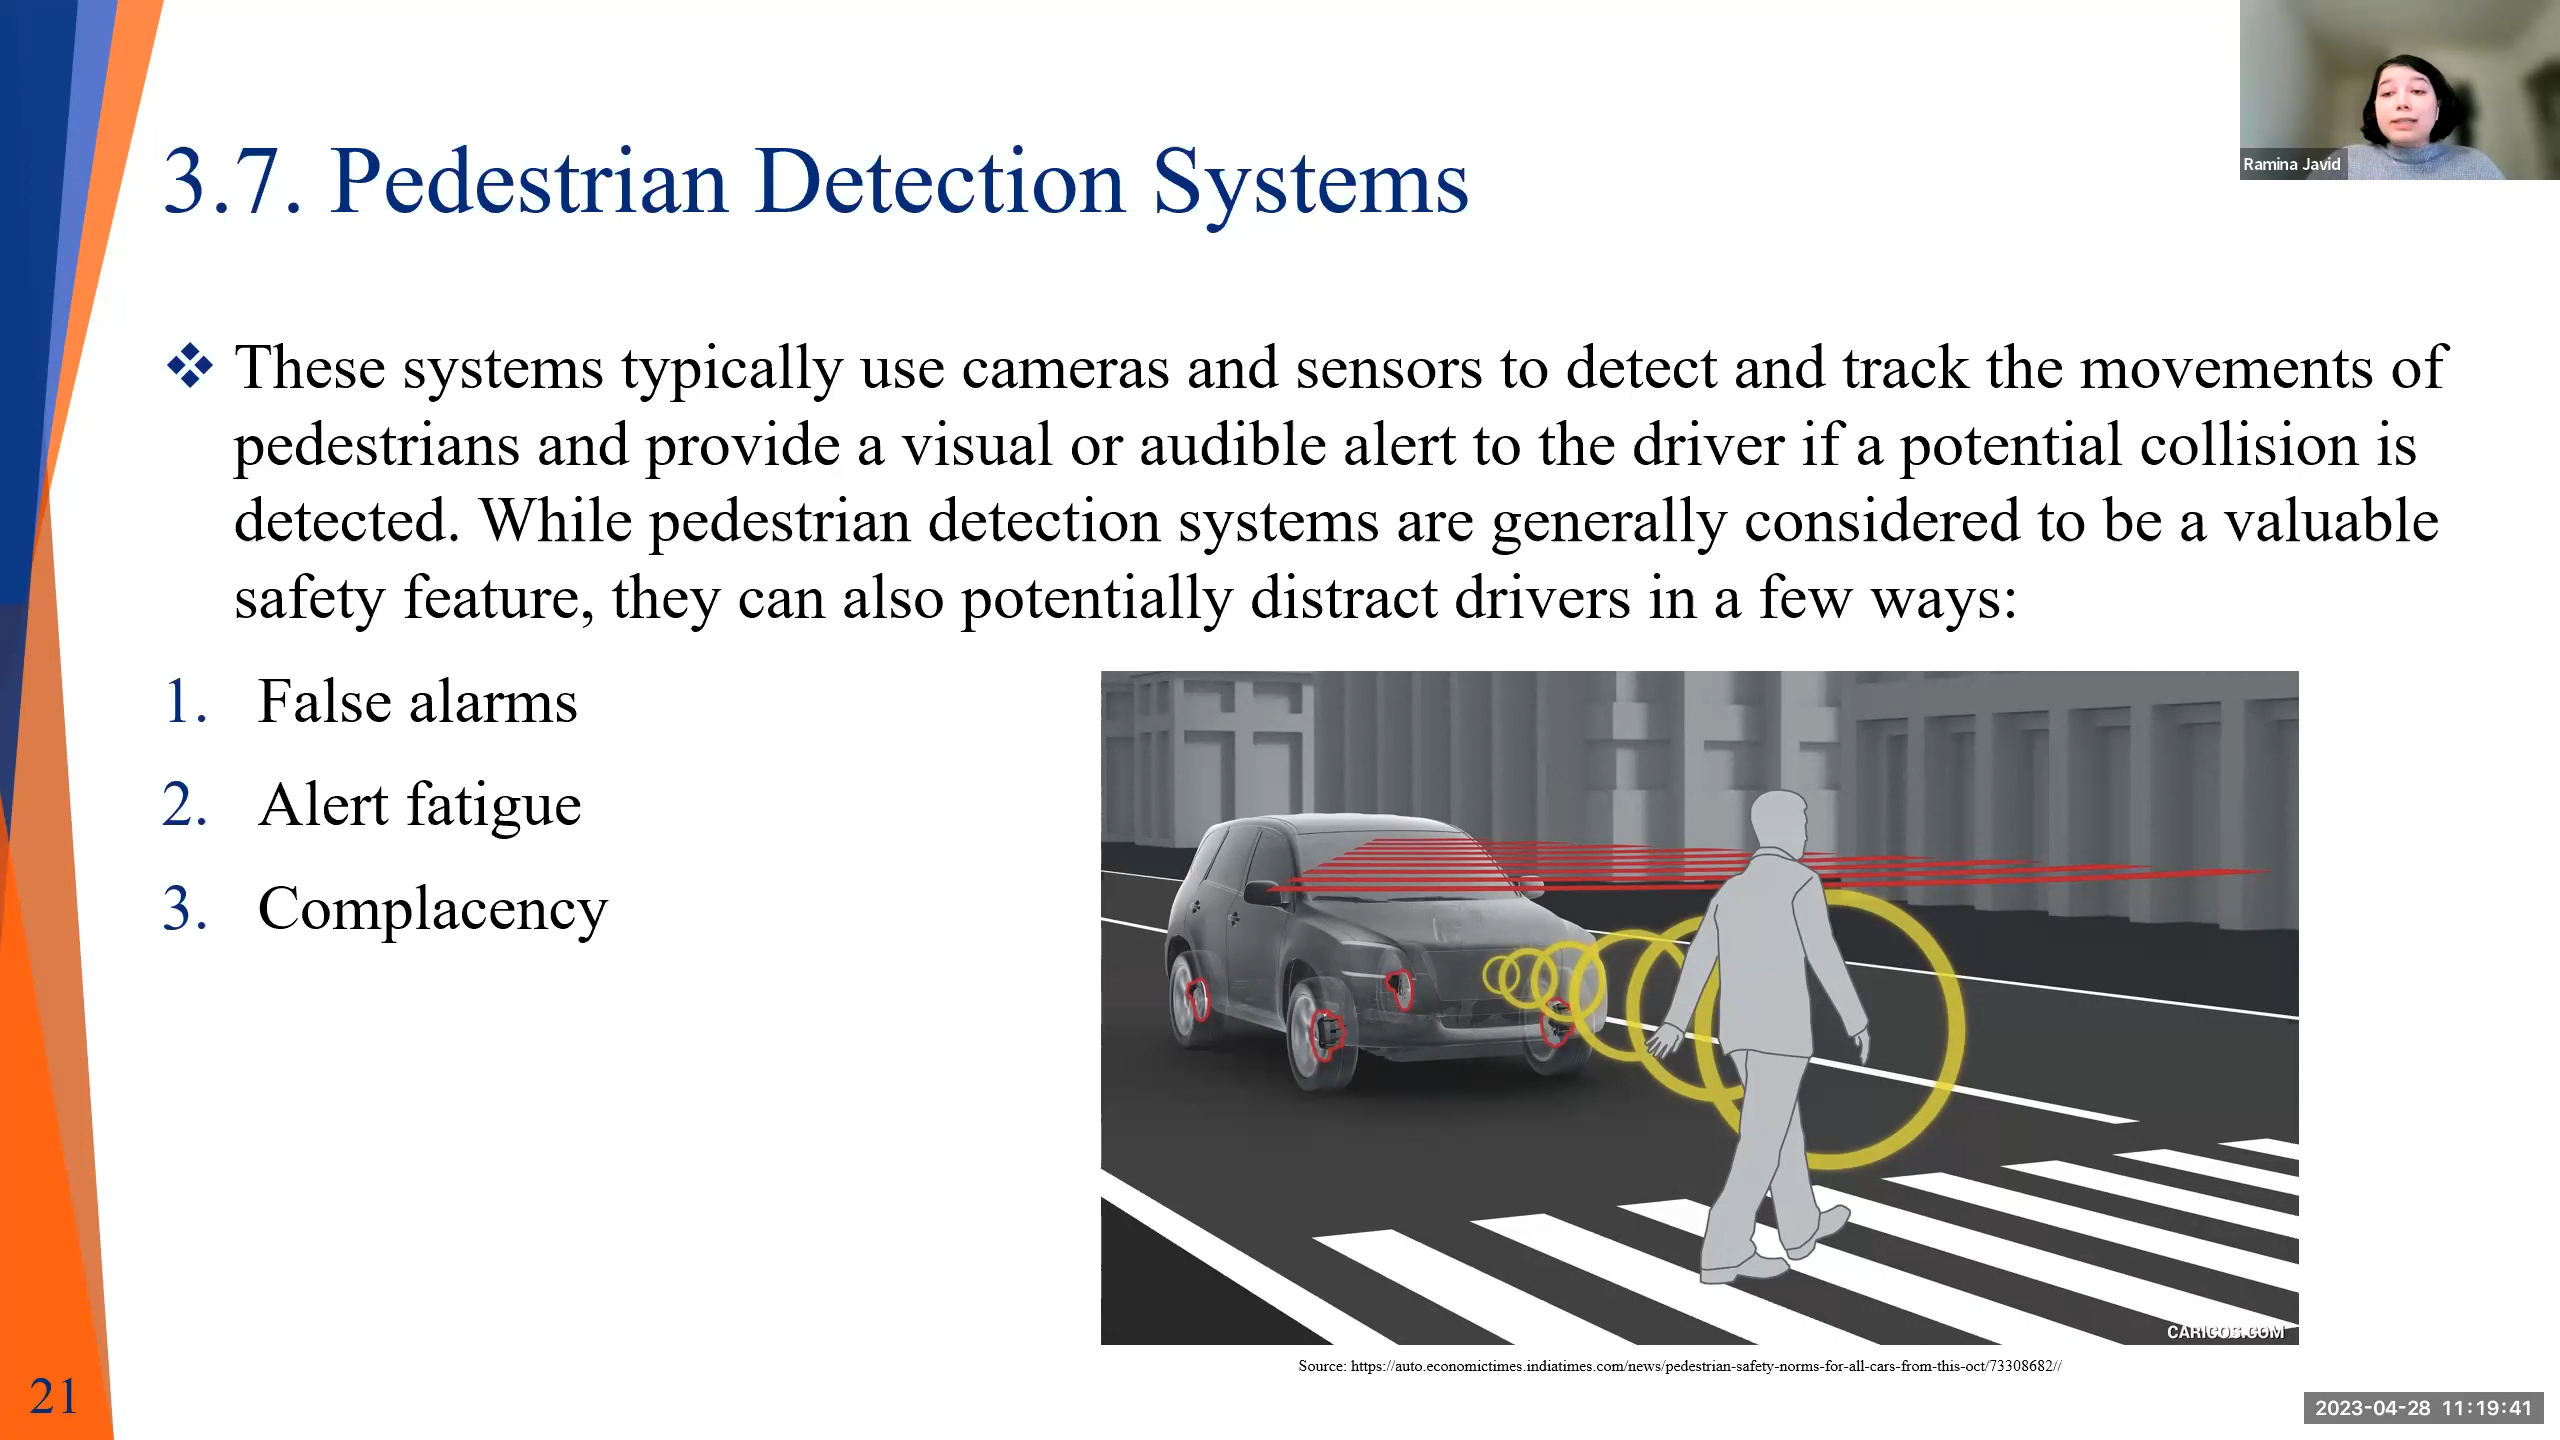 3.7. Pedestrian Detection Systems
Ramina Javid
❖ These systems typically use cameras and sensors to detect and track the movements of
pedestrians and provide a visual or audible alert to the driver if a potential collision is
detected. While pedestrian detection systems are generally considered to be a valuable
safety feature, they can also potentially distract drivers in a few ways:
1. False alarms
2. Alert fatigue
3. Complacency
Source: https://auto.economictimes.indiatimes.com/news/pedestrian-safety-norms-for-all-cars-from-this-oct/73308682//
21
2023-04-28 11:19:41